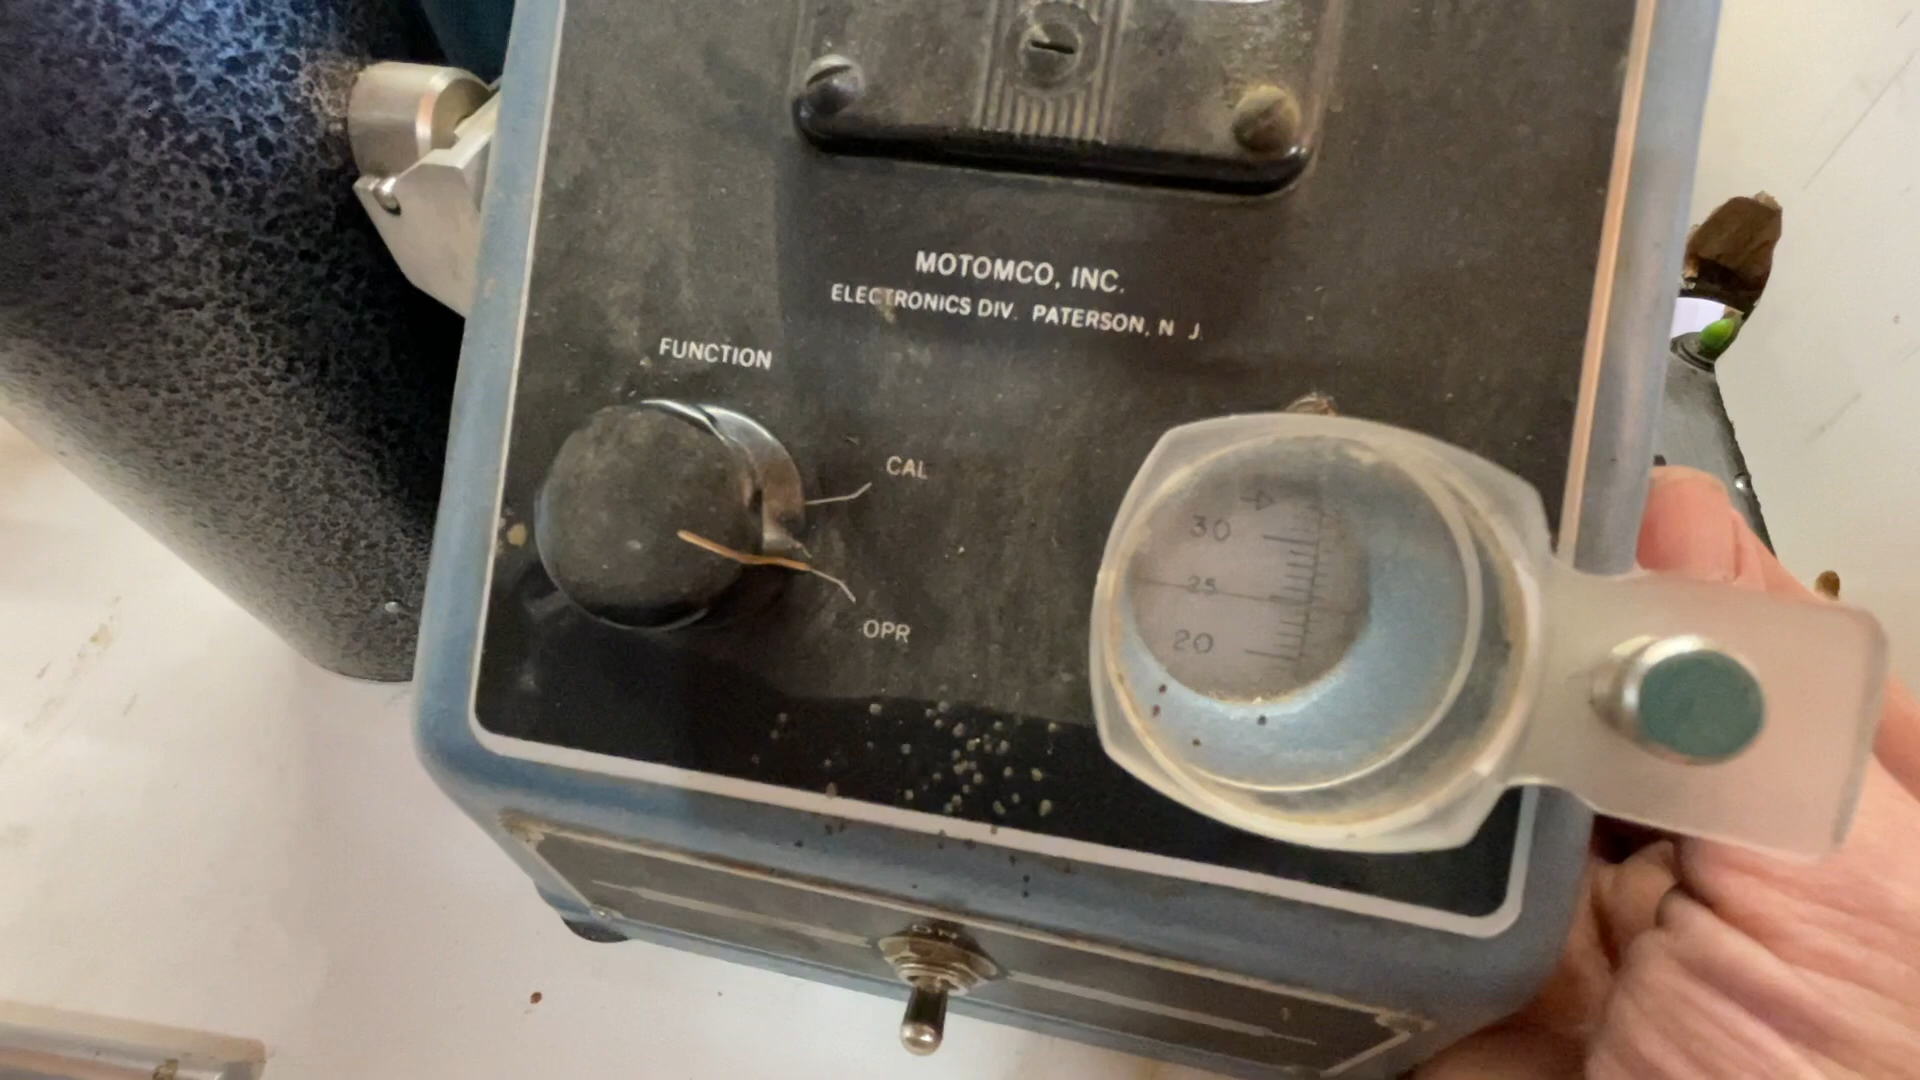 MOTOMCO, INC.
ELECTRONICS DIV. PATERSON, N J.
FUNCTION
CAL
OPR
30
25
20